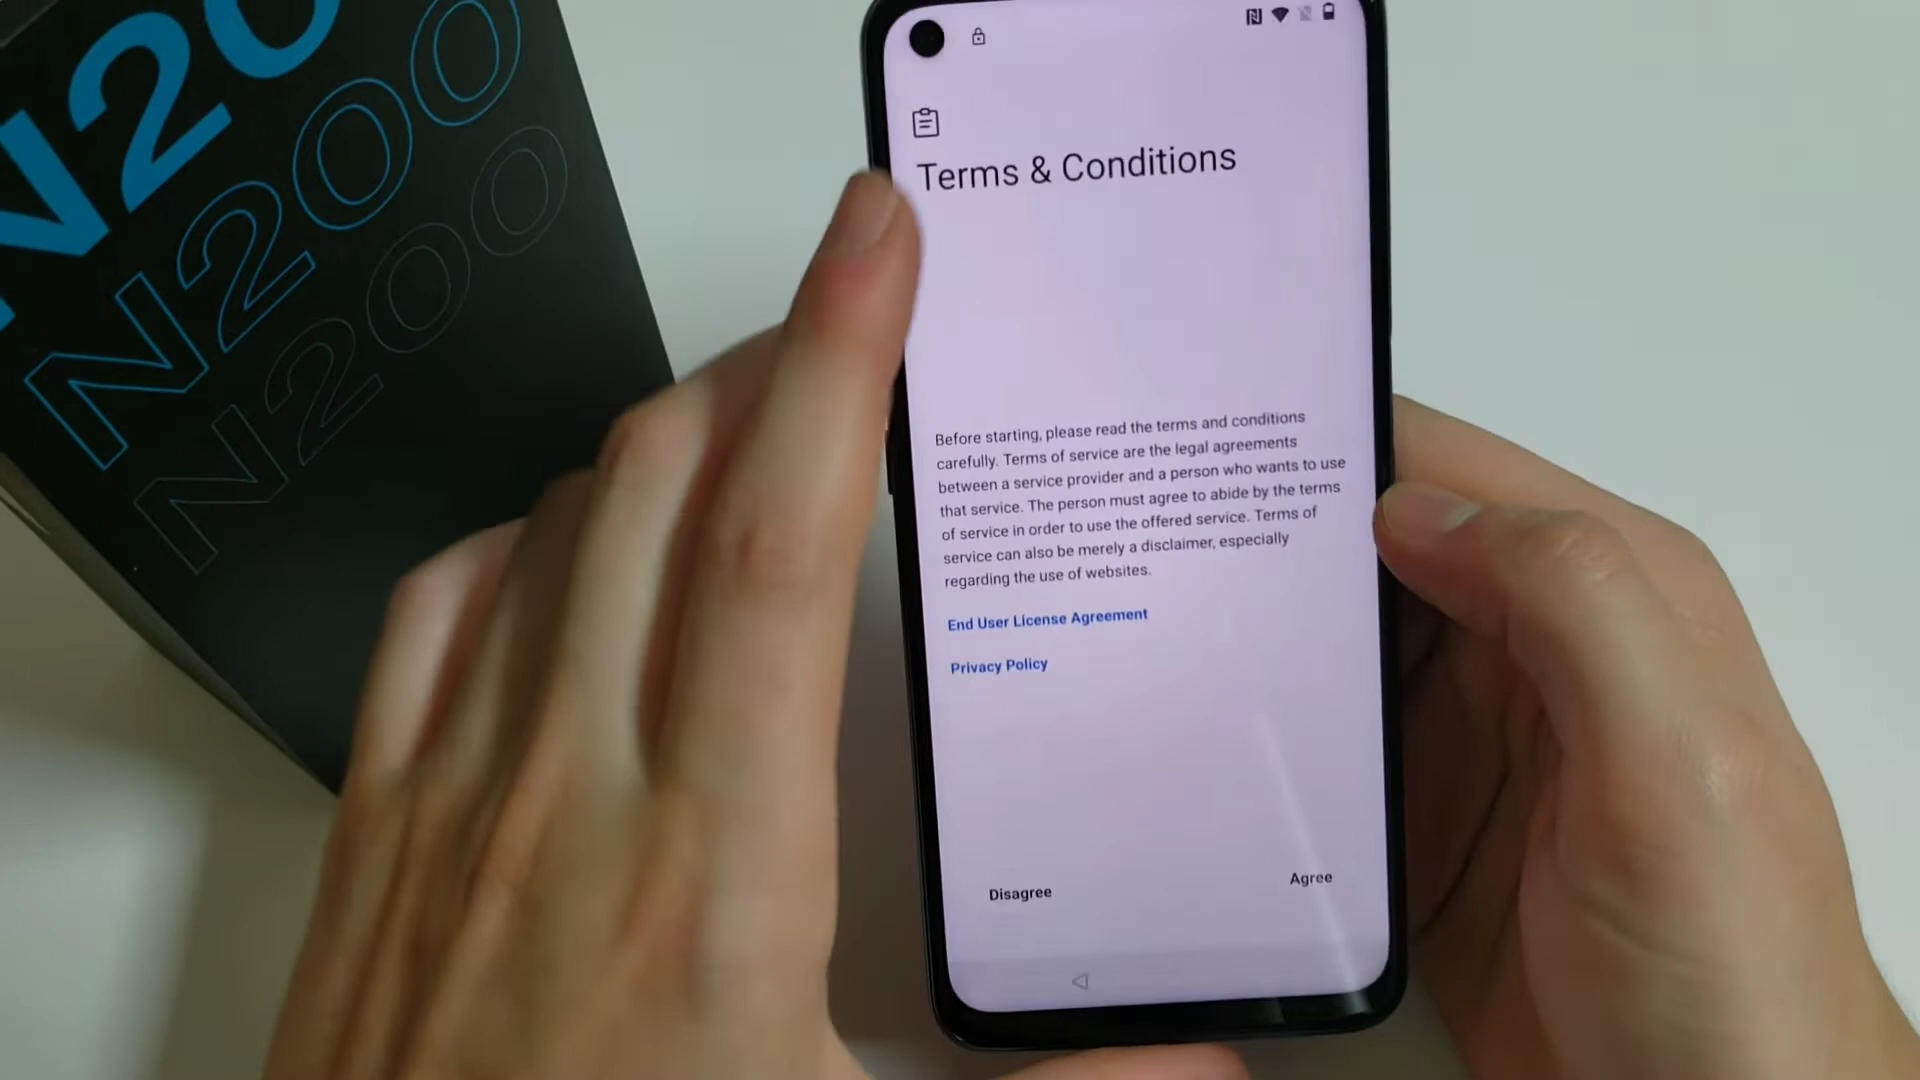 N20
N200
N200
Terms & Conditions
Before starting, please read the terms and conditions
carefully. Terms of service are the legal agreements
between a service provider and a person who wants to use
that service. The person must agree to abide by the terms
of service in order to use the offered service. Terms of
service can also be merely a disclaimer, especially
regarding the use of websites.
End User License Agreement
Privacy Policy
Disagree
Agree